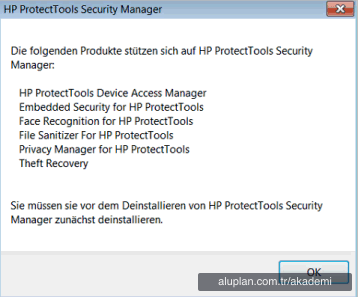 HP ProtectTools Security Manager
Die folgenden Produkte stützen sich auf HP ProtectTools Security
Manager:
HP ProtectTools Device Access Manager
Embedded Security for HP ProtectTools
Face Recognition for HP ProtectTools
File Sanitizer For HP ProtectTools
Privacy Manager for HP ProtectTools
Theft Recovery
Sie müssen sie vor dem Deinstallieren von HP ProtectTools Security
Manager zunächst deinstallieren.
OK
aluplan.com.tr/akademi